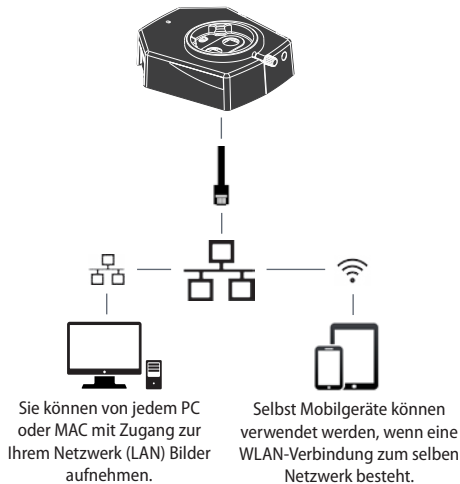 Sie können von jedem PC
oder MAC mit Zugang zur
Ihrem Netzwerk (LAN) Bilder
aufnehmen.
Selbst Mobilgeräte können
verwendet werden, wenn eine
WLAN-Verbindung zum selben
Netzwerk besteht.